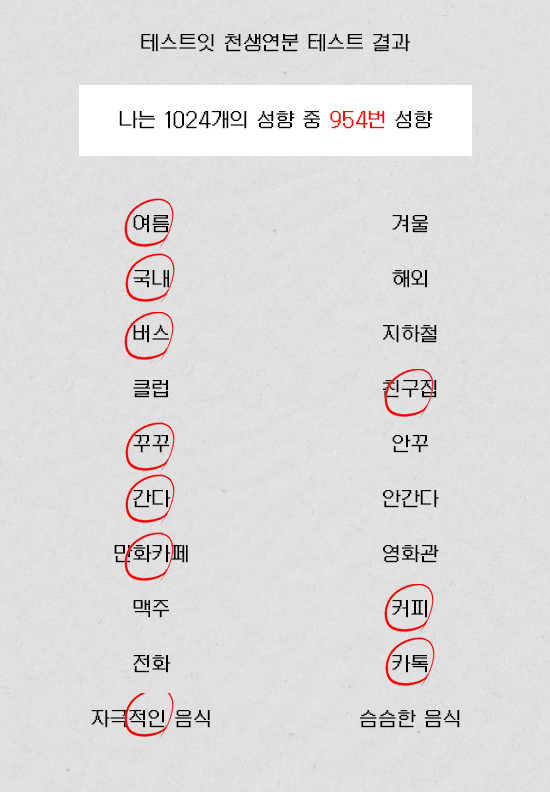 테스트잇 천생연분 테스트 결과
나는 1024개의 성향 중 954번 성향
여름 겨울
국내 해외
버스 지하철
클럽 친구집
꾸꾸 안꾸
간다 안간다
만화카페 영화관
맥주 커피
전화 카톡
자극적인 음식 슴슴한 음식